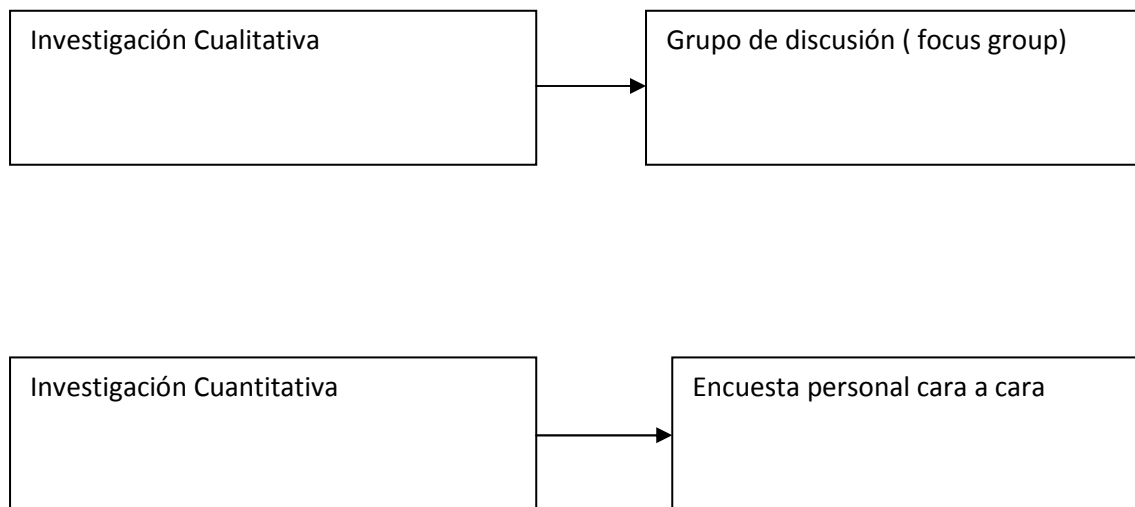 Investigación Cualitativa
Grupo de discusión ( focus group)
Investigación Cuantitativa
Encuesta personal cara a cara